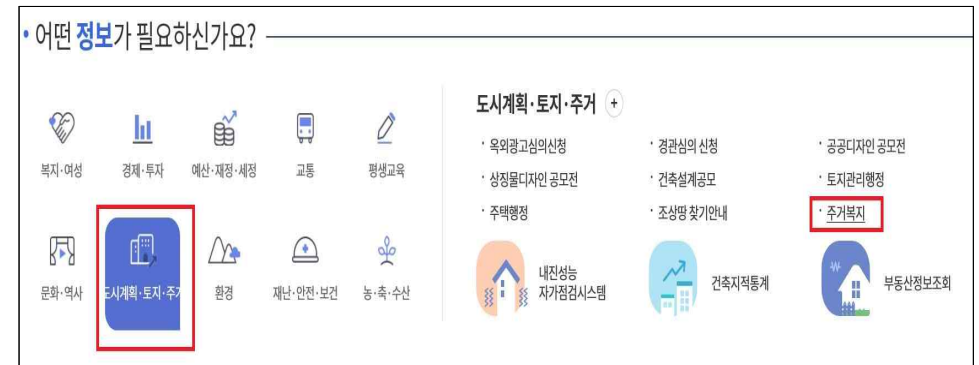 • 어떤 정보가 필요하신가요?
복지·여성
경제·투자
예산·재정·세정
교통
평생교육
문화·역사
도시계획·토지·주거
환경
재난·안전·보건
농·축·수산
도시계획·토지·주거 +
· 옥외광고심의신청
· 경관심의 신청
· 공공디자인 공모전
· 상징물디자인 공모전
· 건축설계공모
· 토지관리행정
· 주택행정
· 조상땅 찾기안내
· 주거복지
내진성능
자가점검시스템
건축지적통계
부동산정보조회